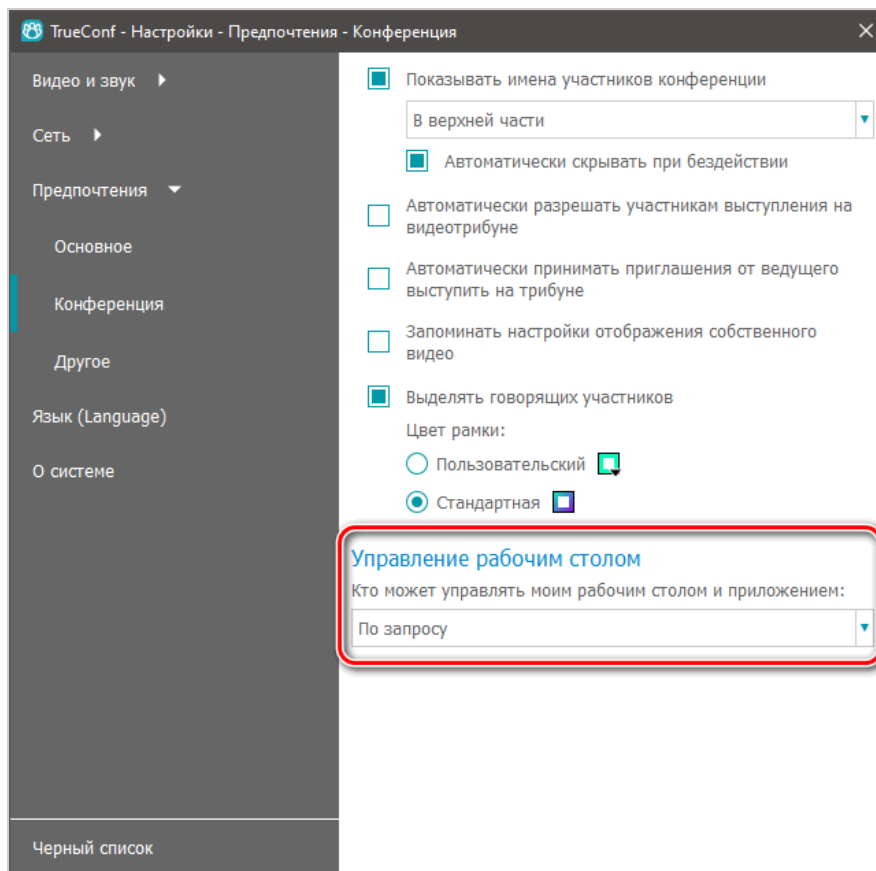 TrueConf - Настройки - Предпочтения - Конференция
Видео и звук
Сеть
Предпочтения
Основное
Конференция
Другое
Язык (Language)
О системе
Черный список
Показывать имена участников конференции
В верхней части
Автоматически скрывать при бездействии
Автоматически разрешать участникам выступления на
видеотрибуне
Автоматически принимать приглашения от ведущего
выступить на трибуне
Запоминать настройки отображения собственного
видео
Выделять говорящих участников
Цвет рамки:
Пользовательский
Стандартная
Управление рабочим столом
Кто может управлять моим рабочим столом и приложением:
По запросу